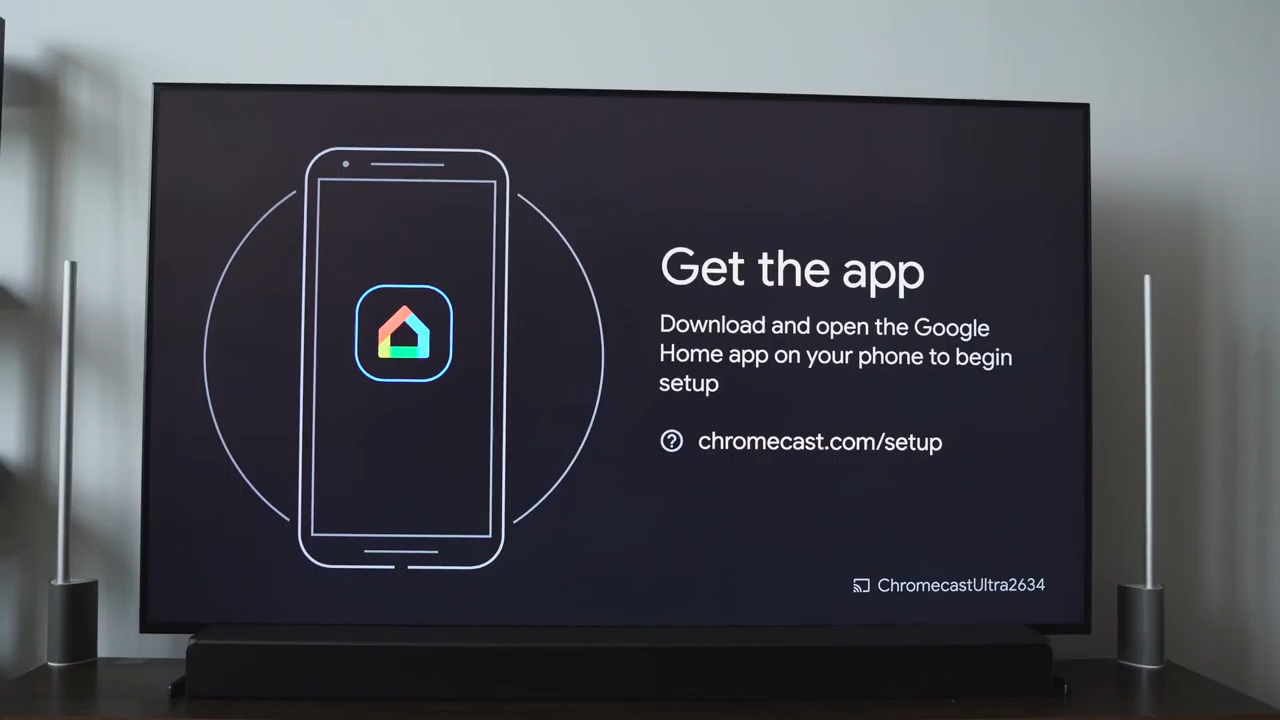 Get the app
Download and open the Google
Home app on your phone to begin
setup
chromecast.com/setup
ChromecastUltra2634